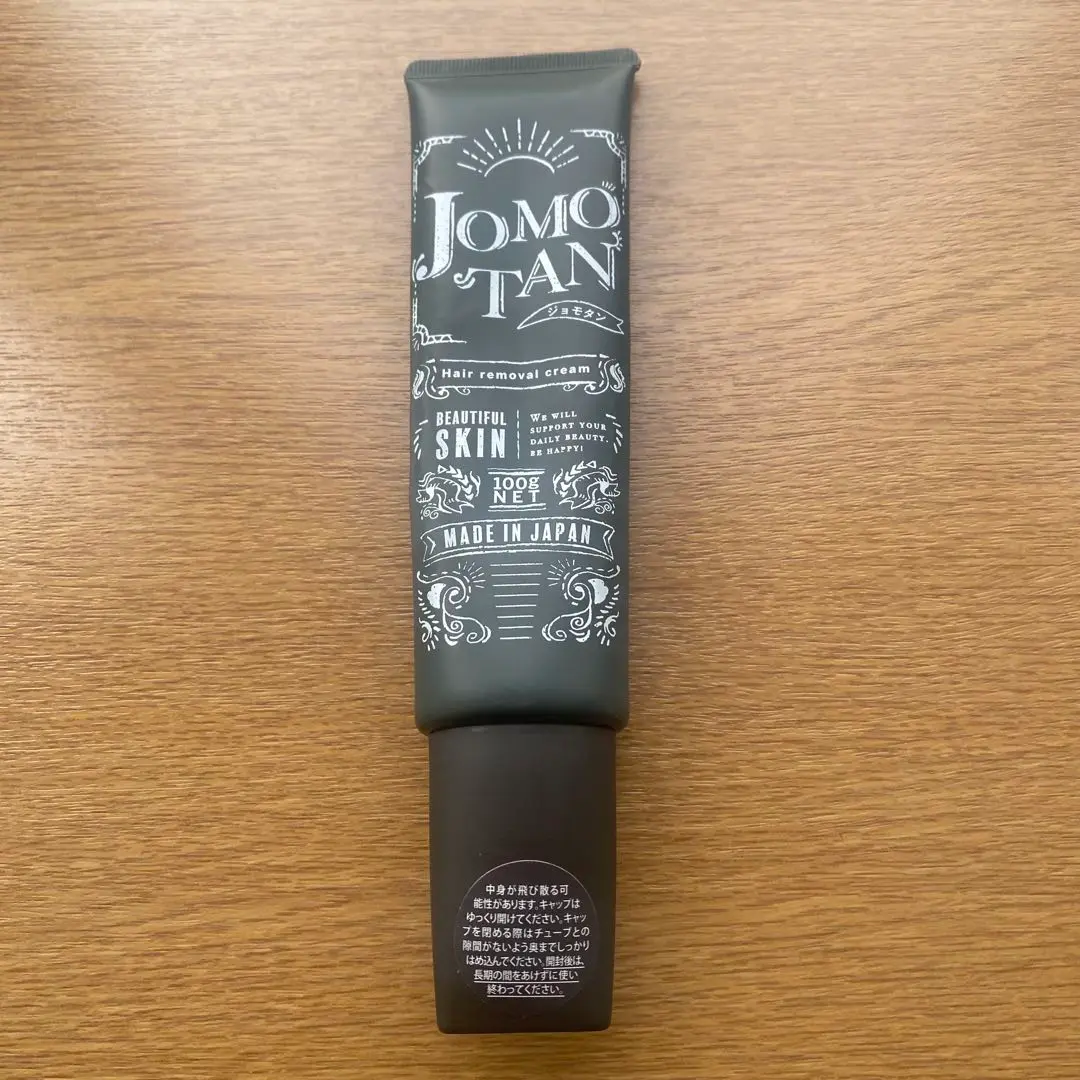 JOMO
TAN
ジョモタン
Hair removal cream
BEAUTIFUL
SKIN
WE WILL
SUPPORT YOUR
DAILY BEAUTY.
BE HAPPY!
100g
NET
MADE IN JAPAN
中身が飛び散る可
能性があります。キャップは
ゆっくり開けてください。キャッ
プを閉める際はチューブとの
隙間がないよう奥までしっかり
はめ込んでください。開封後は、
長期の間をあけずに使い
終わってください。